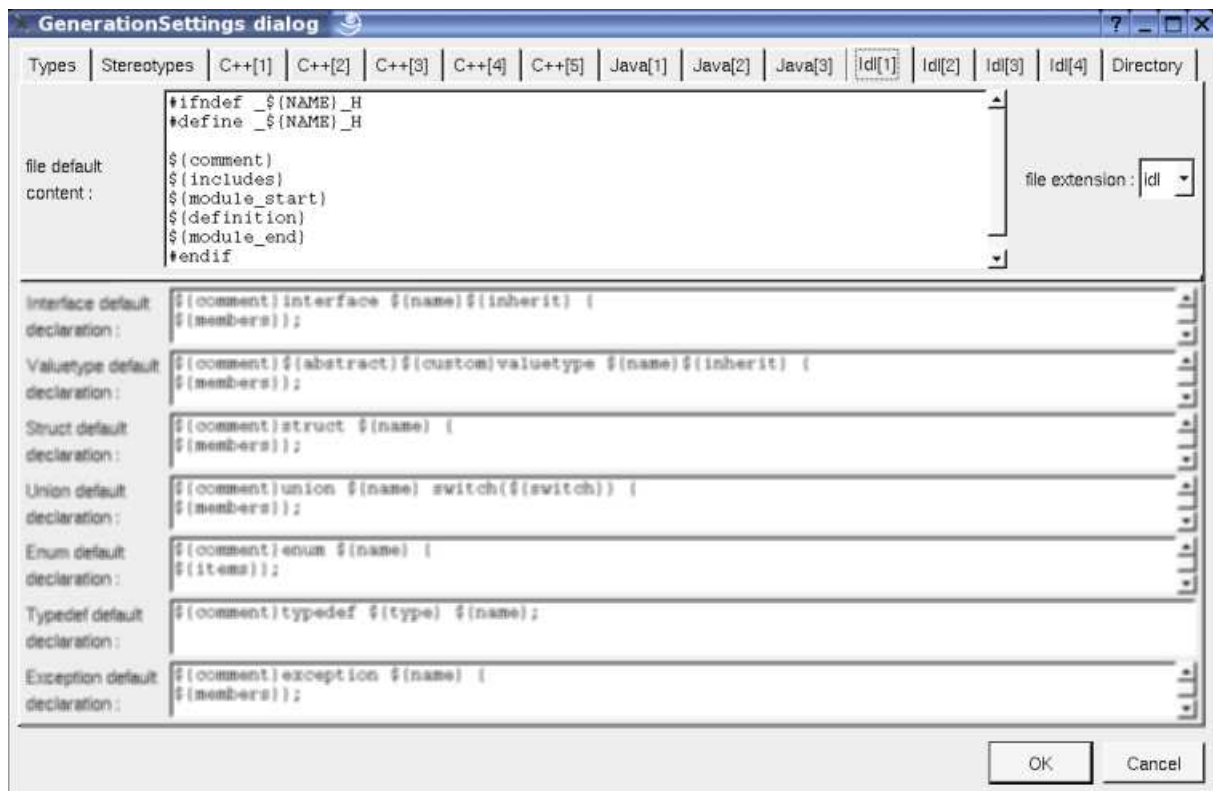 GenerationSettings dialog
Types Stereotypes C++[1] C++[2] C++[3] C++[4] C++[5] Java[1] Java[2] Java[3] Idl[1] Idl[2] Idl[3] Idl[4] Directory
file default
content :
#ifndef _${NAME}_H
#define _${NAME}_H
${comment}
${includes}
${module_start}
${definition}
${module_end}
#endif
file extension : idl
Interface default
declaration :
${comment}interface ${name}${inherit} {
${members}};
Valuetype default
declaration :
${comment}${abstract}${custom}valuetype ${name}${inherit} {
${members}};
Struct default
declaration :
${comment}struct ${name} {
${members}};
Union default
declaration :
${comment}union ${name} switch(${switch}) {
${members}};
Enum default
declaration :
${comment}enum ${name} {
${items}};
Typedef default
declaration :
${comment}typedef ${type} ${name};
Exception default
declaration :
${comment}exception ${name} {
${members}};
OK Cancel